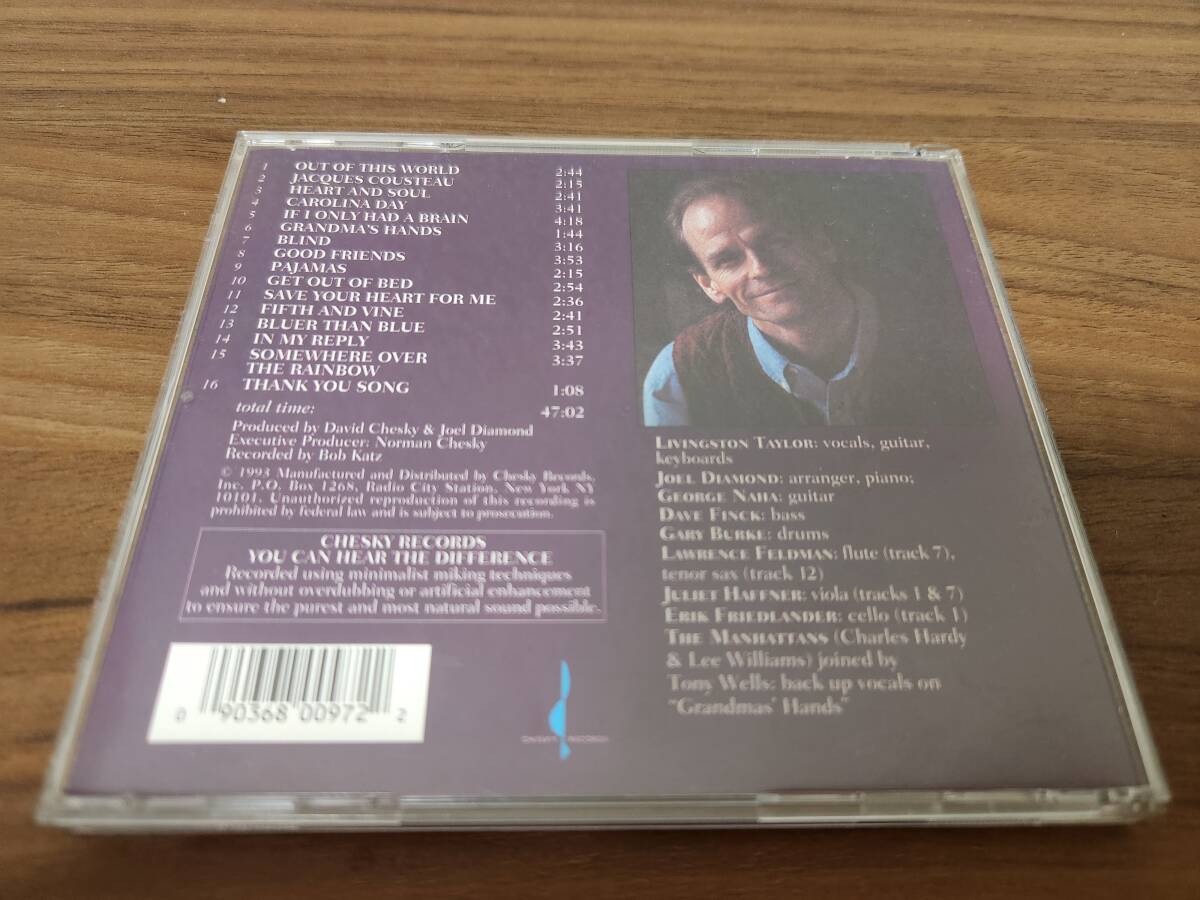 1 OUT OF THIS WORLD 2:44
2 JACQUES COUSTEAU 2:15
3 HEART AND SOUL 2:41
4 CAROLINA DAY 3:41
5 IF I ONLY HAD A BRAIN 4:18
6 GRANDMA'S HANDS 1:44
7 BLIND 3:16
8 GOOD FRIENDS 3:53
9 PAJAMAS 2:15
10 GET OUT OF BED 2:54
11 SAVE YOUR HEART FOR ME 2:36
12 FIFTH AND VINE 2:41
13 BLUER THAN BLUE 2:51
14 IN MY REPLY 3:43
15 SOMEWHERE OVER 3:37
THE RAINBOW
16 THANK YOU SONG 1:08
total time: 47:02
Produced by David Chesky & Joel Diamond
Executive Producer: Norman Chesky
Recorded by Bob Katz
© 1993 Manufactured and Distributed by Chesky Records,
Inc. P.O. Box 1268, Radio City Station, New York NY
10101. Unauthorized reproduction of this recording is
prohibited by federal law and is subject to prosecution.
CHESKY RECORDS
YOU CAN HEAR THE DIFFERENCE
Recorded using minimalist miking techniques
and without overdubbing or artificial enhancement
to ensure the purest and most natural sound possible.
0 90368 00972 2
CHESKY RECORDS
LIVINGSTON TAYLOR: vocals, guitar,
keyboards
JOEL DIAMOND: arranger, piano;
GEORGE NAHA: guitar
DAVE FINCK: bass
GARY BURKE: drums
LAWRENCE FELDMAN: flute (track 7),
tenor sax (track 12)
JULIET HAFFNER: viola (tracks 1 & 7)
ERIK FRIEDLANDER: cello (track 1)
THE MANHATTANS (Charles Hardy
& Lee Williams) joined by
Tony Wells: back up vocals on
"Grandmas' Hands"